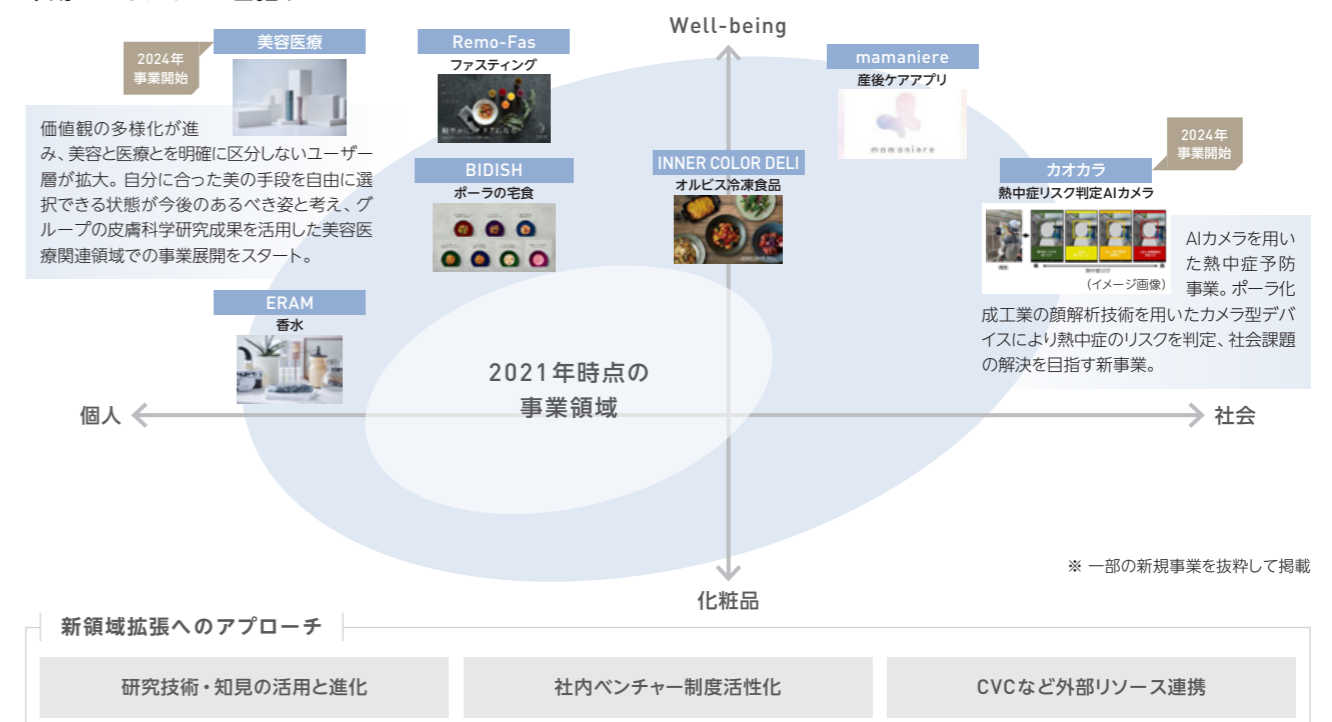 Well-being
2024年
事業開始
美容医療
価値観の多様化が進
み、美容と医療とを明確に区分しないユーザー
層が拡大。自分に合った美の手段を自由に選
択できる状態が今後のあるべき姿と考え、グ
ループの皮膚科学研究成果を活用した美容医
療関連領域での事業展開をスタート。
Remo-Fas
ファスティング
mamaniere
産後ケアアプリ
mamaniere
BIDISH
ポーラの宅食
INNER COLOR DELI
オルビス冷凍食品
2024年
事業開始
カオカラ
熱中症リスク判定AIカメラ
(イメージ画像)
AIカメラを用い
た熱中症予防
事業。ポーラ化
成工業の顔解析技術を用いたカメラ型デバ
イスにより熱中症のリスクを判定、社会課題
の解決を目指す新事業。
ERAM
香水
2021年時点の
事業領域
個人
社会
化粧品
※ 一部の新規事業を抜粋して掲載
新領域拡張へのアプローチ
研究技術・知見の活用と進化
社内ベンチャー制度活性化
CVCなど外部リソース連携